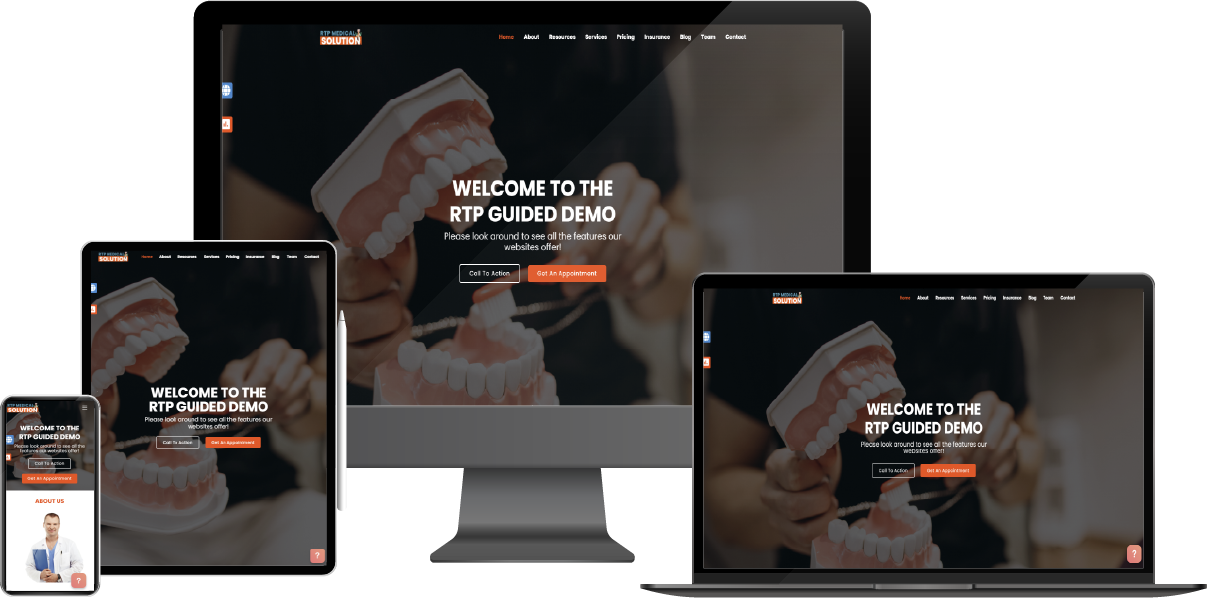 RTP MEDICAL
SOLUTION
Home About Resources Services Pricing Insurance Blog Team Contact
WELCOME TO THE
RTP GUIDED DEMO
Please look around to see all the features our
websites offer!
Call To Action Get An Appointment
RTP MEDICAL
SOLUTION
Home About Resources Services Pricing Insurance Blog Team Contact
WELCOME TO THE
RTP GUIDED DEMO
Please look around to see all the features our
websites offer!
Call To Action Get An Appointment
?
RTP MEDICAL
SOLUTION
WELCOME TO THE
RTP GUIDED DEMO
Please look around to see all the
features our websites offer!
Call To Action
Get An Appointment
ABOUT US
?
RTP MEDICAL
SOLUTION
Home About Resources Services Pricing Insurance Blog Team Contact
WELCOME TO THE
RTP GUIDED DEMO
Please look around to see all the features our
websites offer!
Call To Action Get An Appointment
?